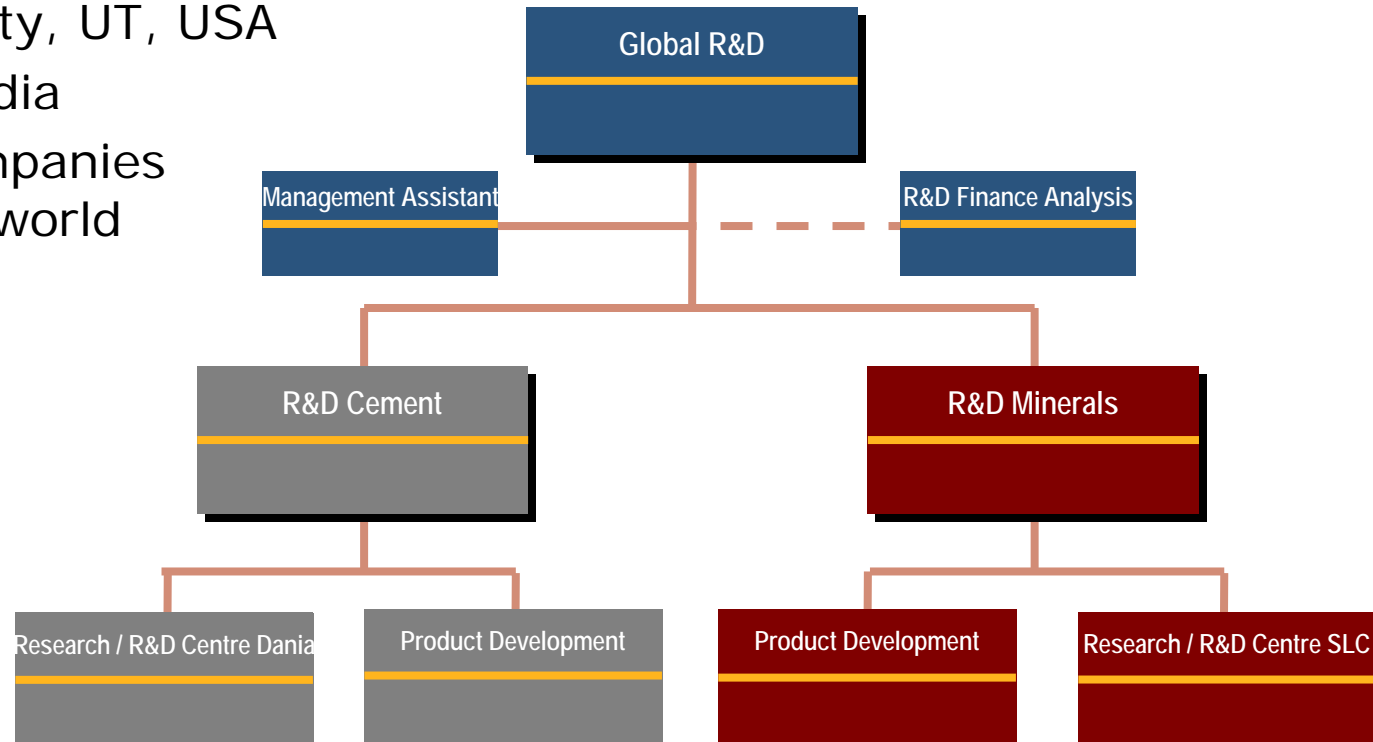 ty, UT, USA
dia
mpanies
world
Global R&D
Management Assistant
R&D Finance Analysis
R&D Cement
R&D Minerals
Research / R&D Centre Dania
Product Development
Product Development
Research / R&D Centre SLC